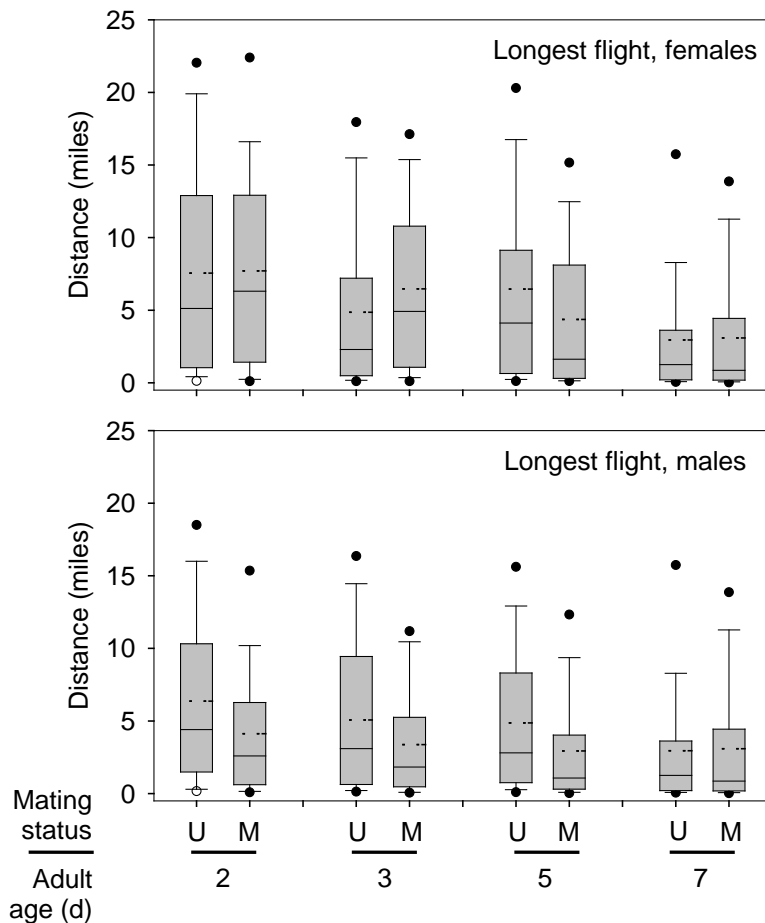 25
Longest flight, females
20
15
10
5
0
Distance (miles)
25
Longest flight, males
20
15
10
5
0
Distance (miles)
Mating
status
U M U M U M U M
Adult
age (d)
2 3 5 7